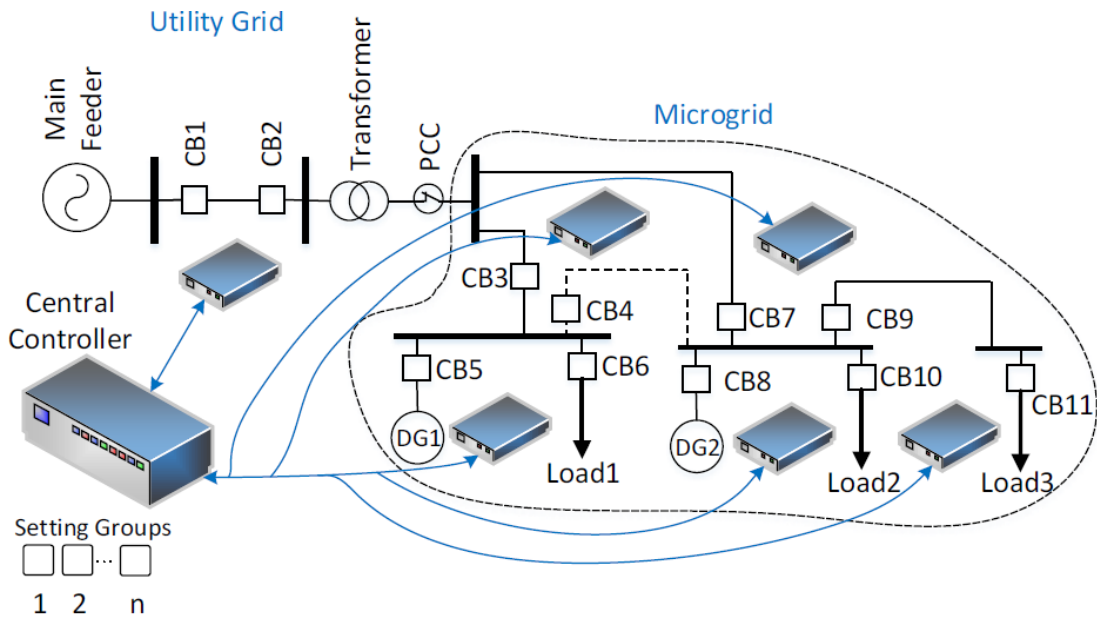 Utility Grid
Main
Feeder
CB1
CB2
Transformer
PCC
Microgrid
CB3
CB4
CB7
CB9
Central
Controller
CB5
CB6
CB8
CB10
CB11
DG1
DG2
Load1
Load2
Load3
Setting Groups
...
1 2 n